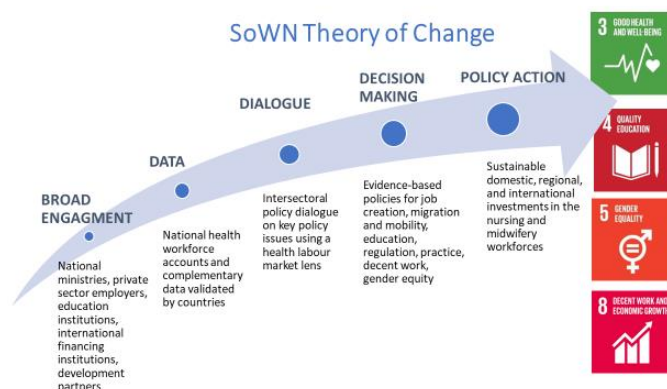 SoWN Theory of Change
BROAD
ENGAGMENT
National
ministries, private
sector employers,
education
institutions,
international
financing
institutions,
development
partners
DATA
National health
workforce
accounts and
complementary
data validated
by countries
DIALOGUE
Intersectoral
policy dialogue
on key policy
issues using a
health labour
market lens
DECISION
MAKING
Evidence-based
policies for job
creation, migration
and mobility,
education,
regulation, practice,
decent work,
gender equity
POLICY ACTION
Sustainable
domestic, regional,
and international
investments in the
nursing and
midwifery
workforces
3 GOOD HEALTH
AND WELL-BEING
4 QUALITY
EDUCATION
5 GENDER
EQUALITY
8 DECENT WORK AND
ECONOMIC GROWTH